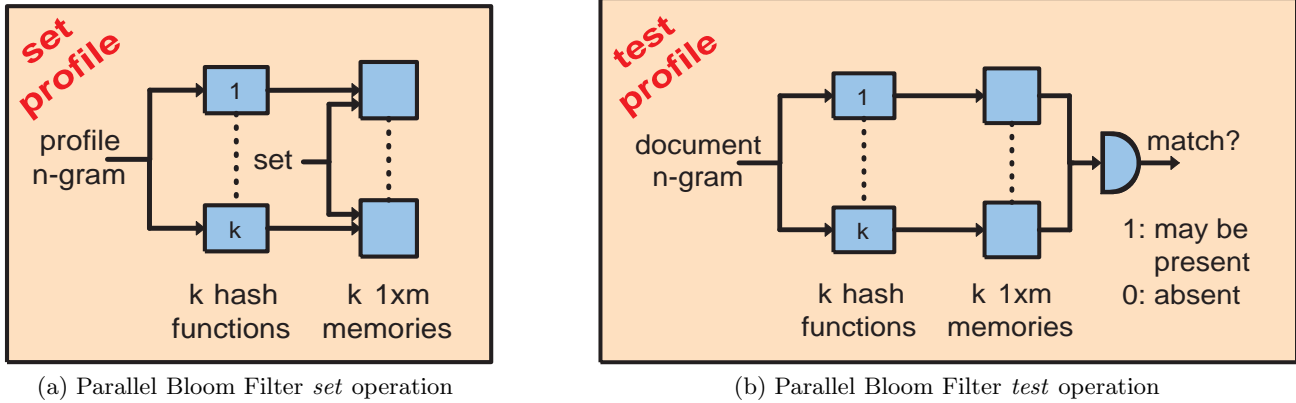 set
profile
profile
n-gram
1
k
set
k hash
functions
k 1xm
memories
(a) Parallel Bloom Filter set operation
test
profile
document
n-gram
1
k
match?
1: may be
present
0: absent
k hash
functions
k 1xm
memories
(b) Parallel Bloom Filter test operation